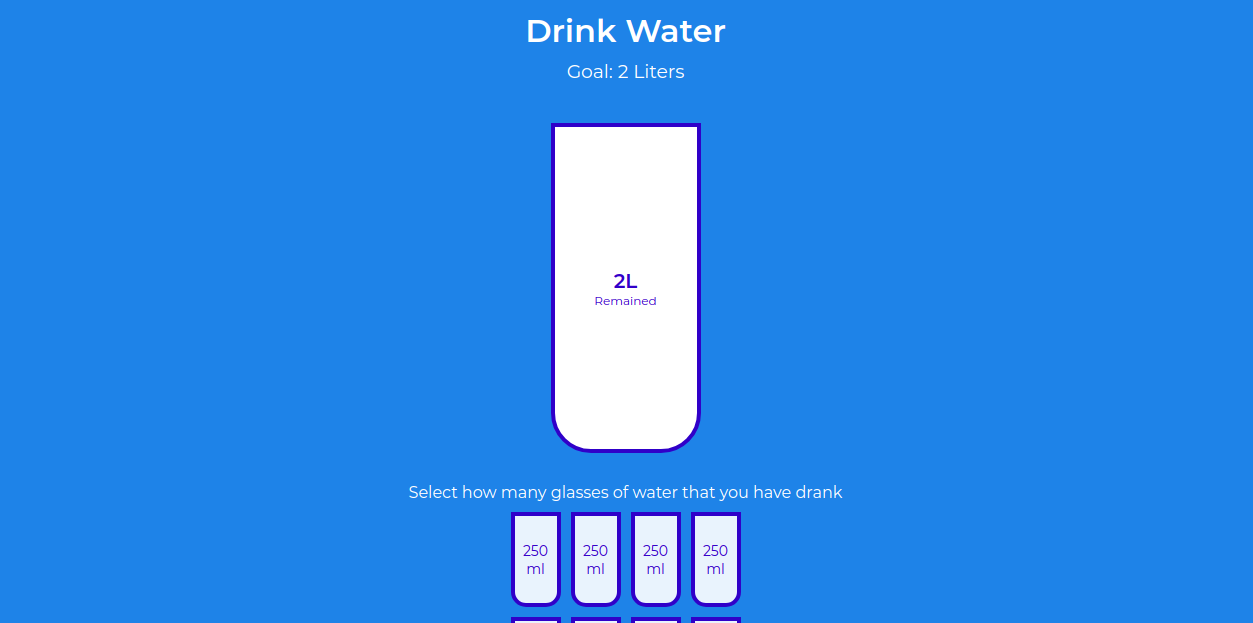 Drink Water
Goal: 2 Liters
2L
Remained
Select how many glasses of water that you have drank
250 250 250 250
ml ml ml ml